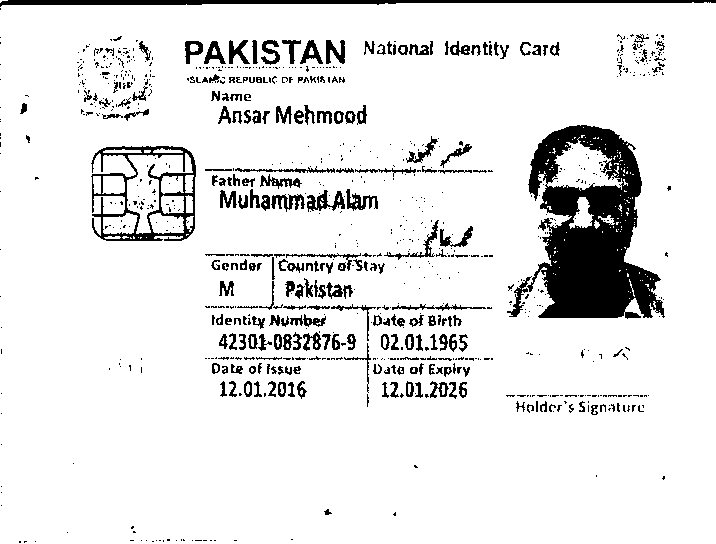 PAKISTAN National Identity Card
ISLAMIC REPUBLIC OF PAKISTAN
Name
Ansar Mehmood
Father Name
Muhammad Alam
Gender Country of Stay
M Pakistan
Identity Number Date of Birth
42301-0832876-9 02.01.1965
Date of Issue Date of Expiry
12.01.2016 12.01.2026
Holder's Signature